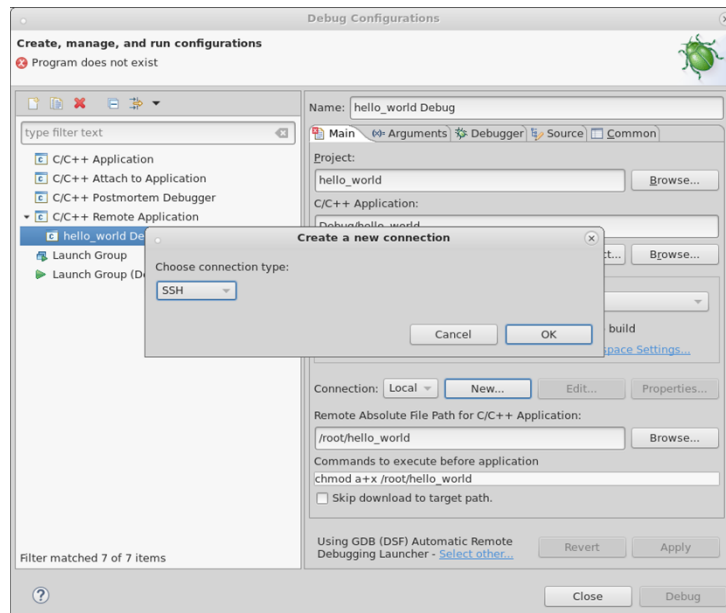 Debug Configurations
Create, manage, and run configurations
Program does not exist
Name: hello_world Debug
type filter text
Main Arguments Debugger Source Common
C/C++ Application
C/C++ Attach to Application
C/C++ Postmortem Debugger
C/C++ Remote Application
hello_world De
Launch Group
Launch Group (De
Project:
hello_world Browse...
C/C++ Application:
Debug/hello_world
Browse...
Create a new connection
Choose connection type:
SSH
Cancel OK
build
space Settings...
Connection: Local New... Edit... Properties...
Remote Absolute File Path for C/C++ Application:
/root/hello_world Browse...
Commands to execute before application
chmod a+x /root/hello_world
Skip download to target path.
Using GDB (DSF) Automatic Remote
Debugging Launcher - Select other... Revert Apply
Filter matched 7 of 7 items
? Close Debug